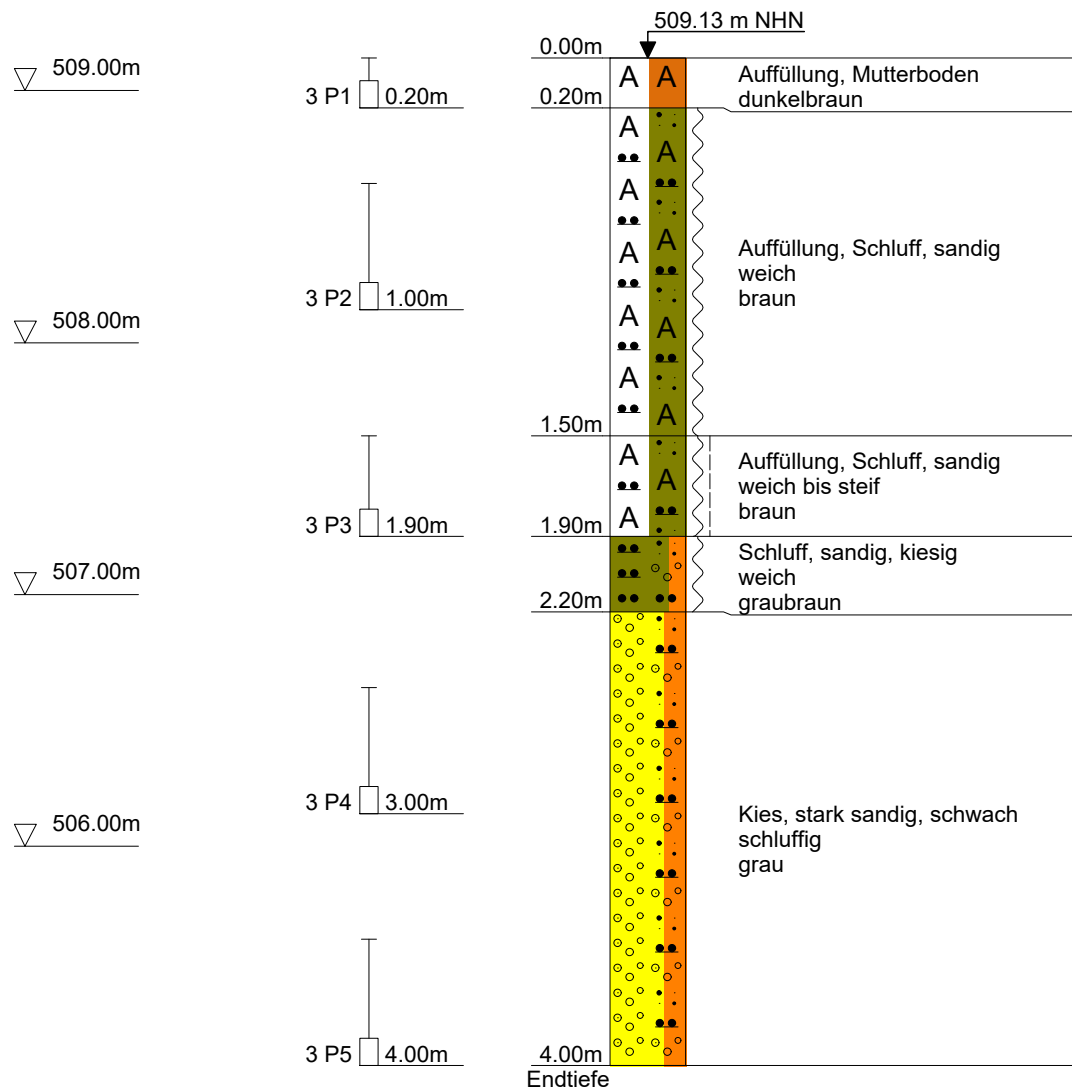 509.13 m NHN
0.00m
509.00m
A A
Auffüllung, Mutterboden
dunkelbraun
3 P1 0.20m
0.20m
A
A
A
A
Auffüllung, Schluff, sandig
weich
braun
A
3 P2 1.00m
A
508.00m
A
A
A
1.50m
A
Auffüllung, Schluff, sandig
weich bis steif
braun
A
A
3 P3 1.90m
1.90m
Schluff, sandig, kiesig
weich
graubraun
507.00m
2.20m
3 P4 3.00m
Kies, stark sandig, schwach
schluffig
grau
506.00m
3 P5 4.00m
4.00m
Endtiefe